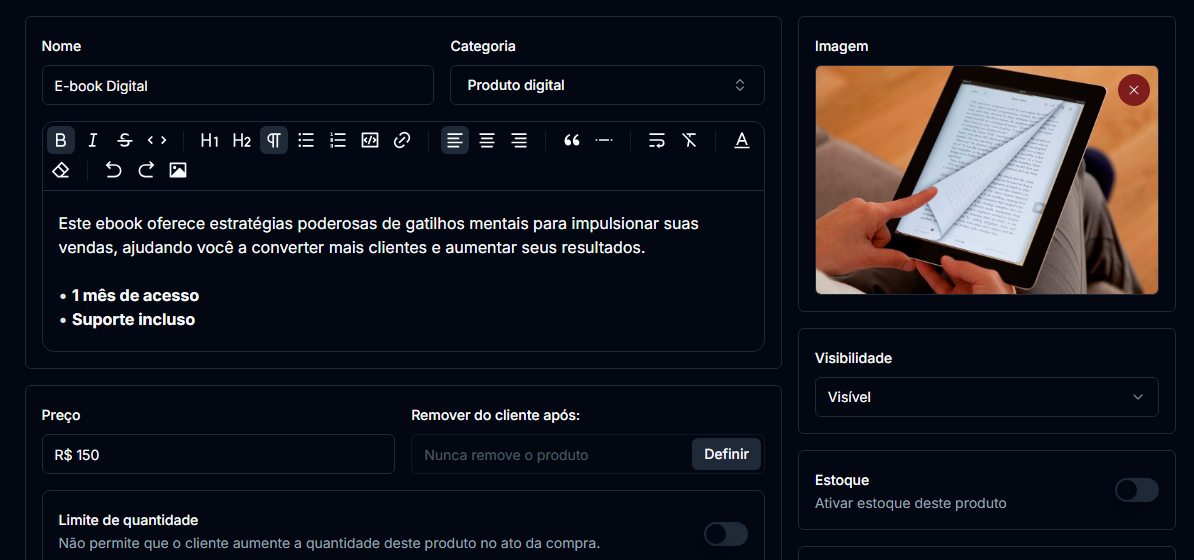 Nome
E-book Digital
Categoria
Produto digital
B I S <> H1 H2 ¶
A
Este ebook oferece estratégias poderosas de gatilhos mentais para impulsionar suas
vendas, ajudando você a converter mais clientes e aumentar seus resultados.
• 1 mês de acesso
• Suporte incluso
Preço
R$ 150
Remover do cliente após:
Nunca remove o produto
Definir
Limite de quantidade
Não permite que o cliente aumente a quantidade deste produto no ato da compra.
Imagem
Visibilidade
Visível
Estoque
Ativar estoque deste produto